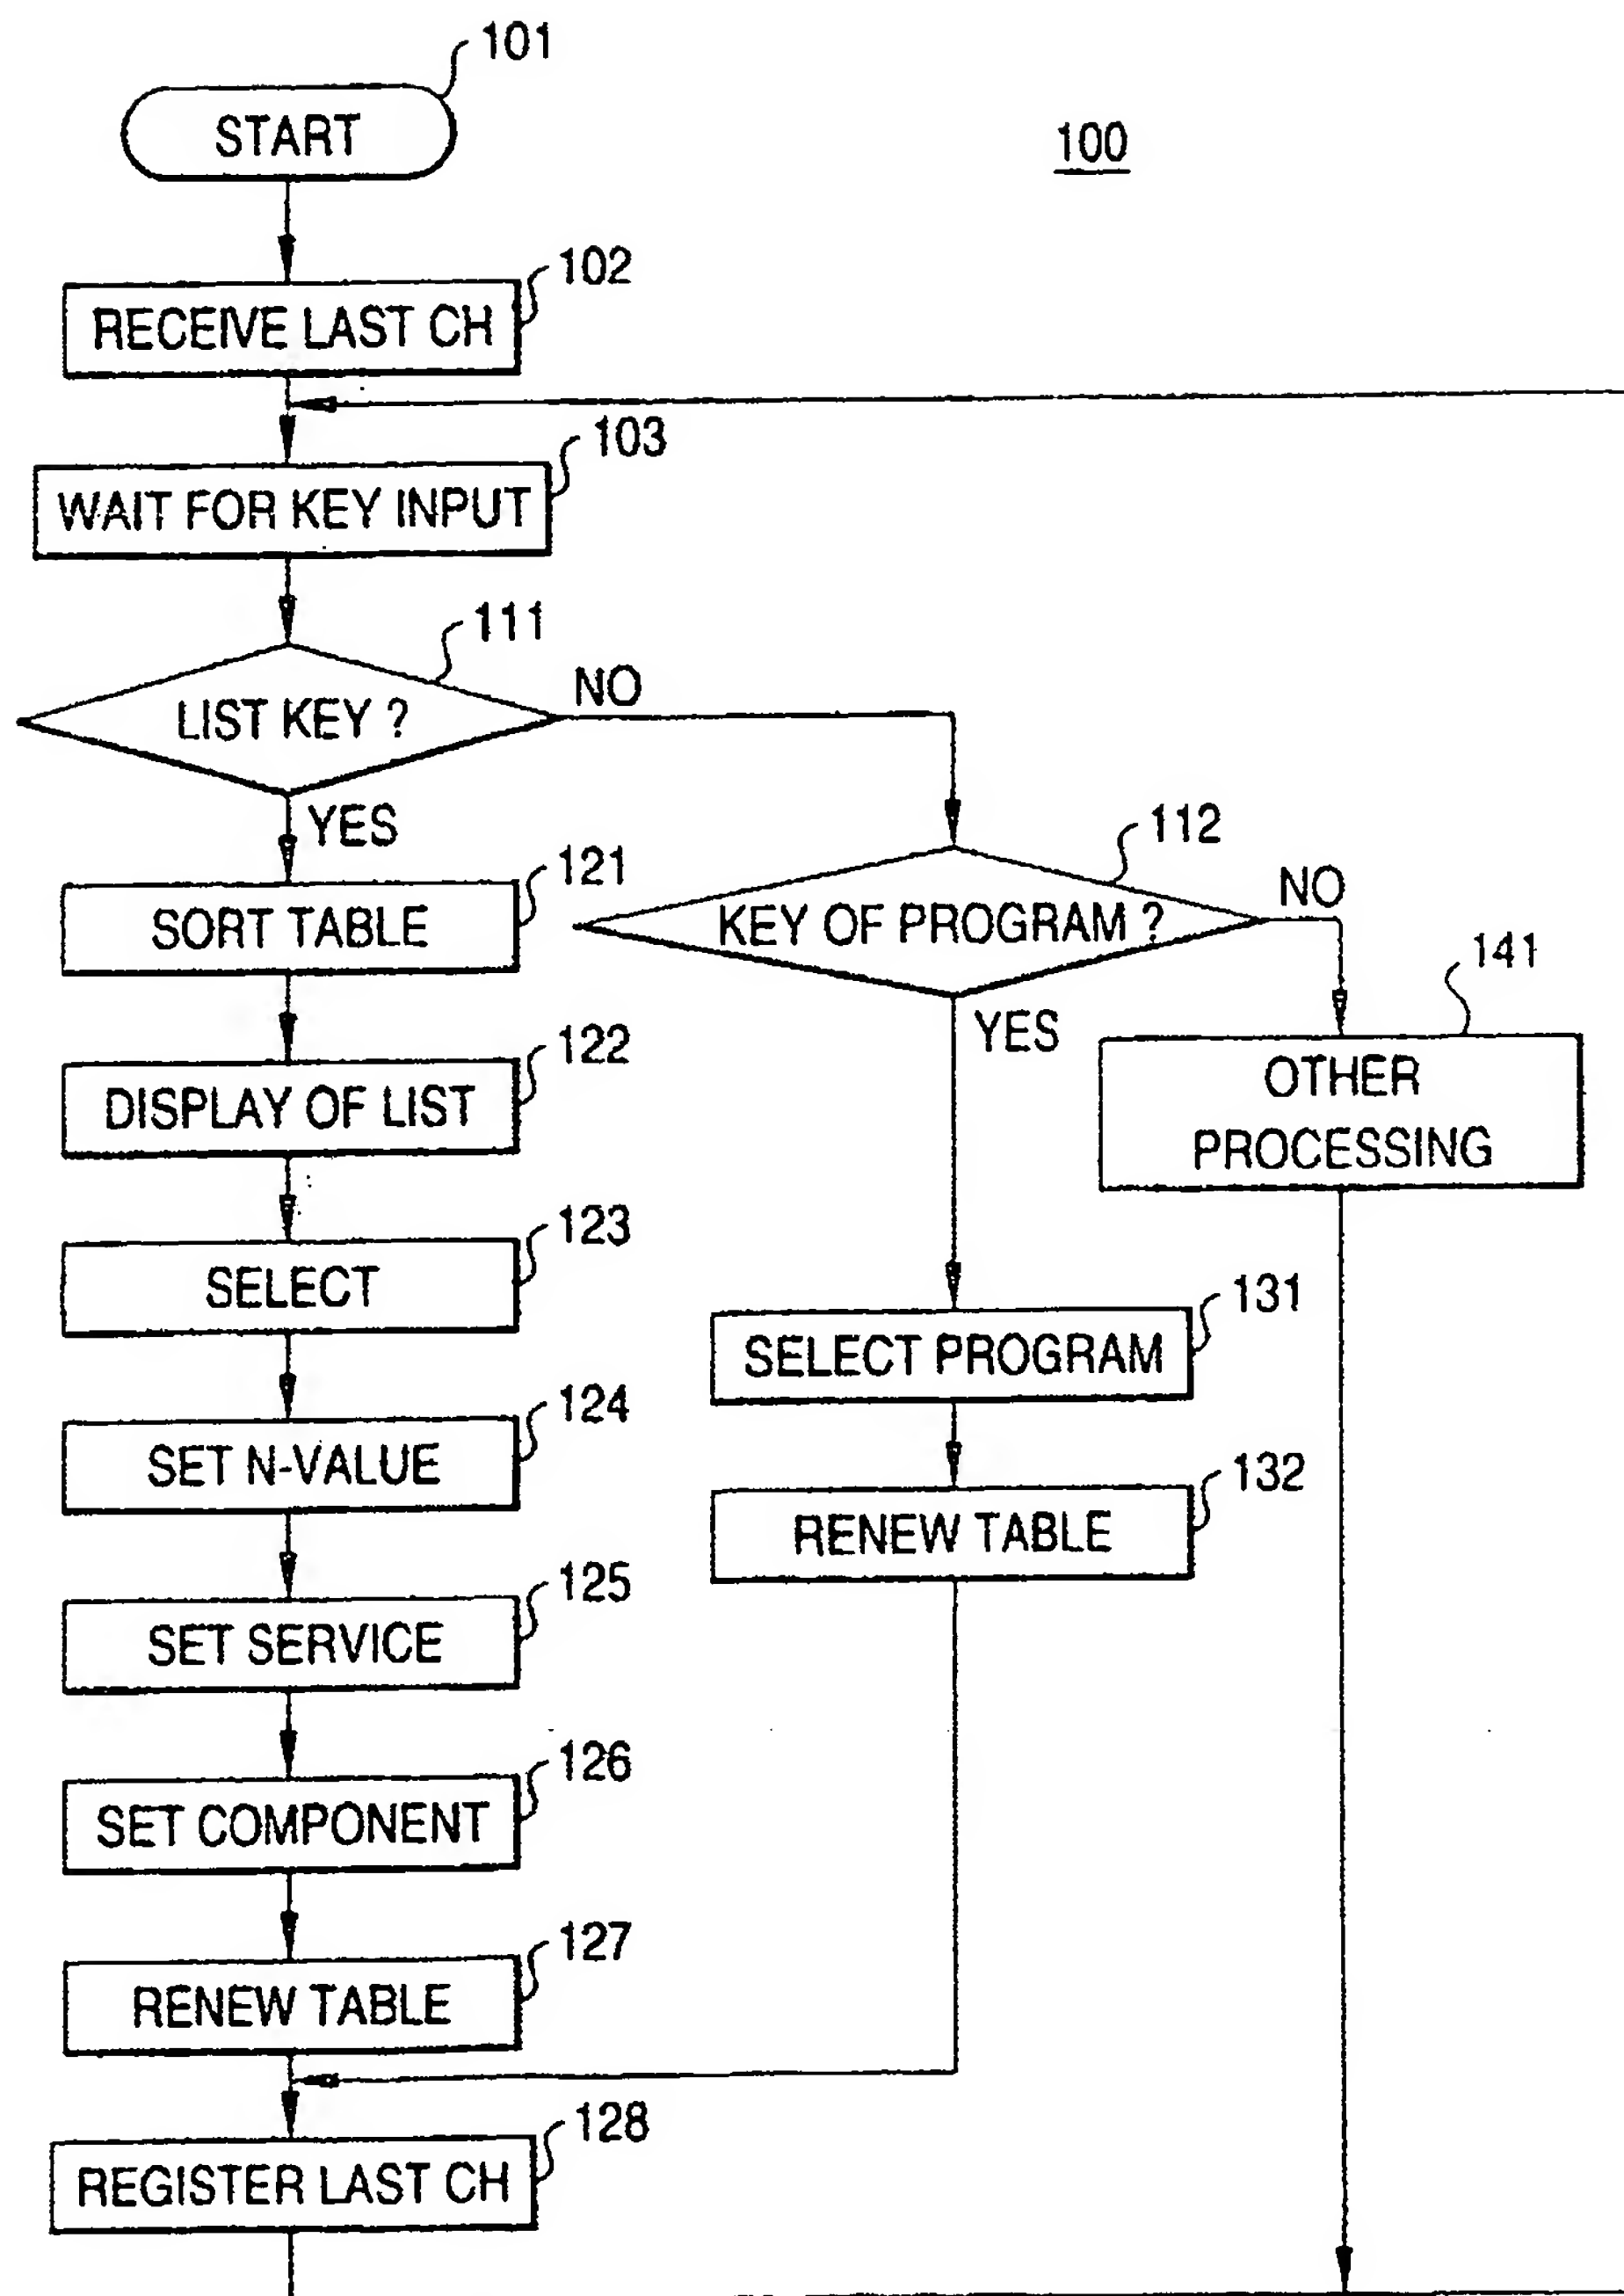 101
START
100
102
RECEIVE LAST CH
103
WAIT FOR KEY INPUT
111
LIST KEY ?
NO
YES
112
KEY OF PROGRAM ?
NO
YES
121
SORT TABLE
141
OTHER
PROCESSING
122
DISPLAY OF LIST
123
SELECT
131
SELECT PROGRAM
124
SET N-VALUE
132
RENEW TABLE
125
SET SERVICE
126
SET COMPONENT
127
RENEW TABLE
128
REGISTER LAST CH